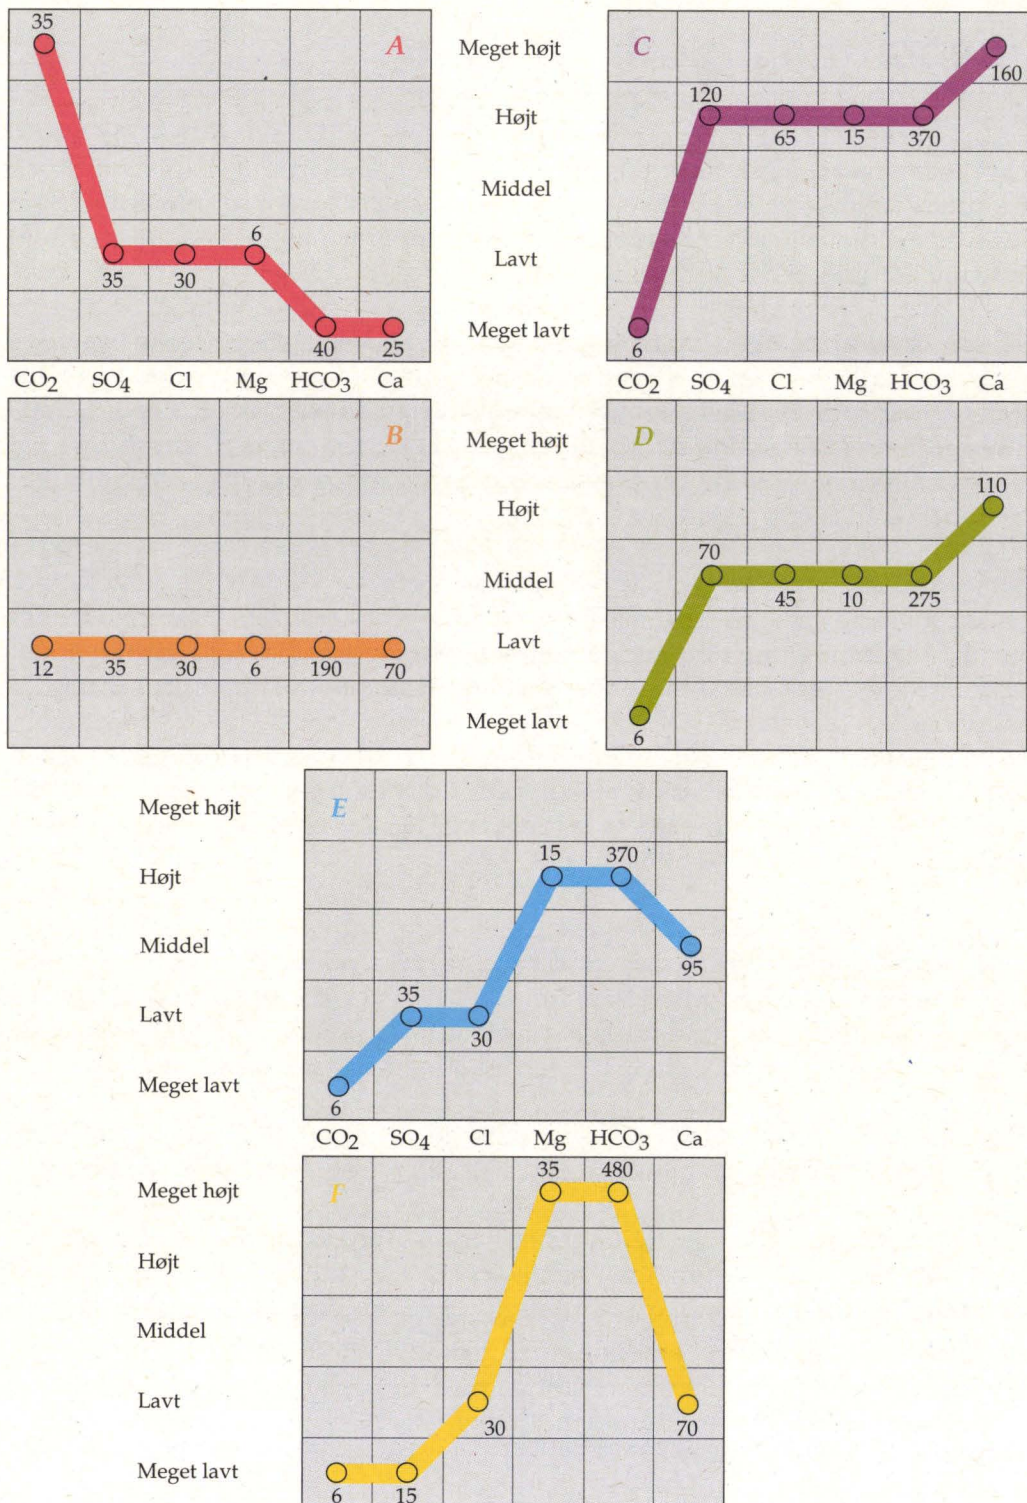 35
A
Meget højt
C
160
120
Højt
65 15 370
Middel
6
Lavt
35 30
Meget lavt
40 25
6
CO2 SO4 Cl Mg HCO3 Ca
CO2 SO4 Cl Mg HCO3 Ca
B
Meget højt
D
110
Højt
70
Middel
45 10 275
Lavt
12 35 30 6 190 70
Meget lavt
6
Meget højt
E
15 370
Højt
Middel
95
35
Lavt
30
Meget lavt
6
CO2 SO4 Cl Mg HCO3 Ca
35 480
Meget højt
F
Højt
Middel
Lavt
30 70
Meget lavt
6 15